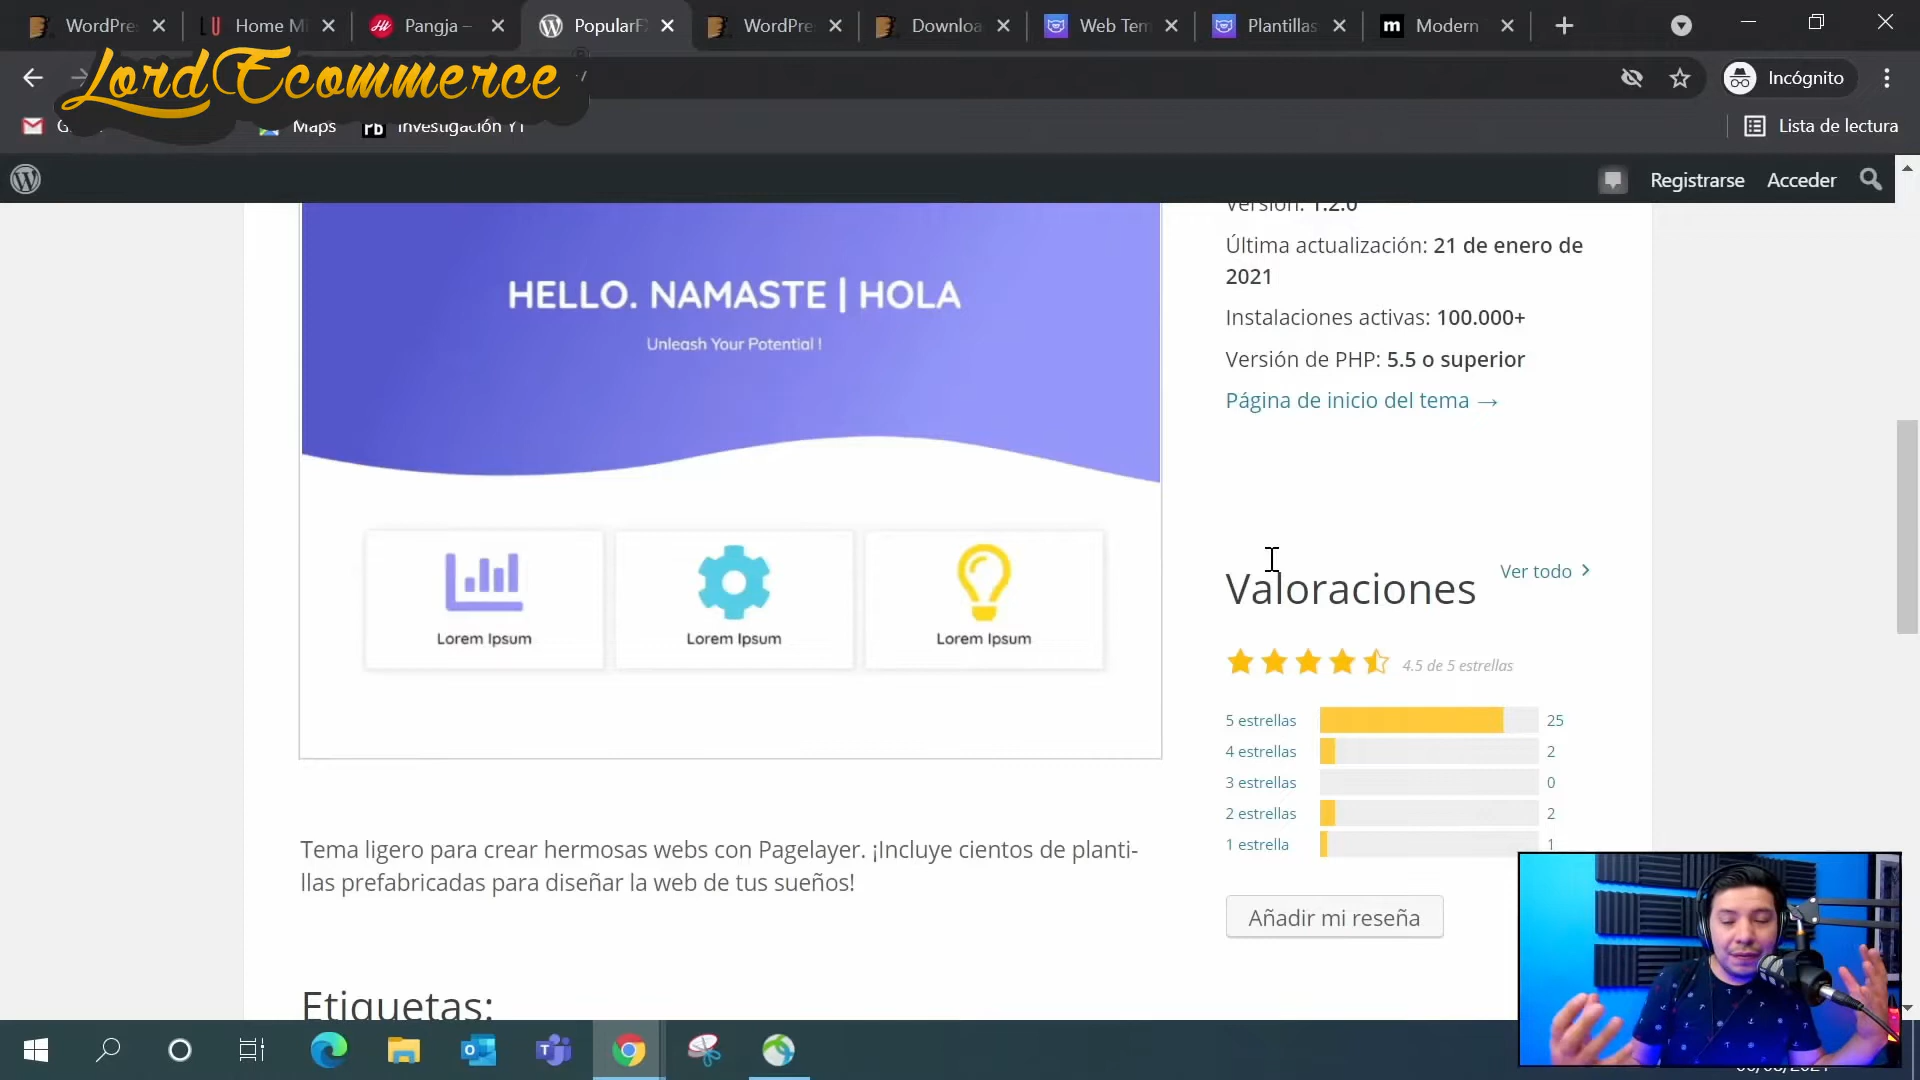 WordPre
Home M
Pangja –
PopularF
WordPre
Downloa
Web Tem
Plantillas
Modern
LordEcommerce
Incógnito
Maps
Investigación YT
Lista de lectura
Registrarse
Acceder
Versión: 1.2.0
Última actualización: 21 de enero de
2021
Instalaciones activas: 100.000+
Versión de PHP: 5.5 o superior
Página de inicio del tema →
HELLO. NAMASTE | HOLA
Unleash Your Potential !
Lorem Ipsum
Lorem Ipsum
Lorem Ipsum
Valoraciones
Ver todo
4.5 de 5 estrellas
5 estrellas 25
4 estrellas 2
3 estrellas 0
2 estrellas 2
1 estrella 1
Añadir mi reseña
Tema ligero para crear hermosas webs con Pagelayer. ¡Incluye cientos de planti-
llas prefabricadas para diseñar la web de tus sueños!
Etiquetas: